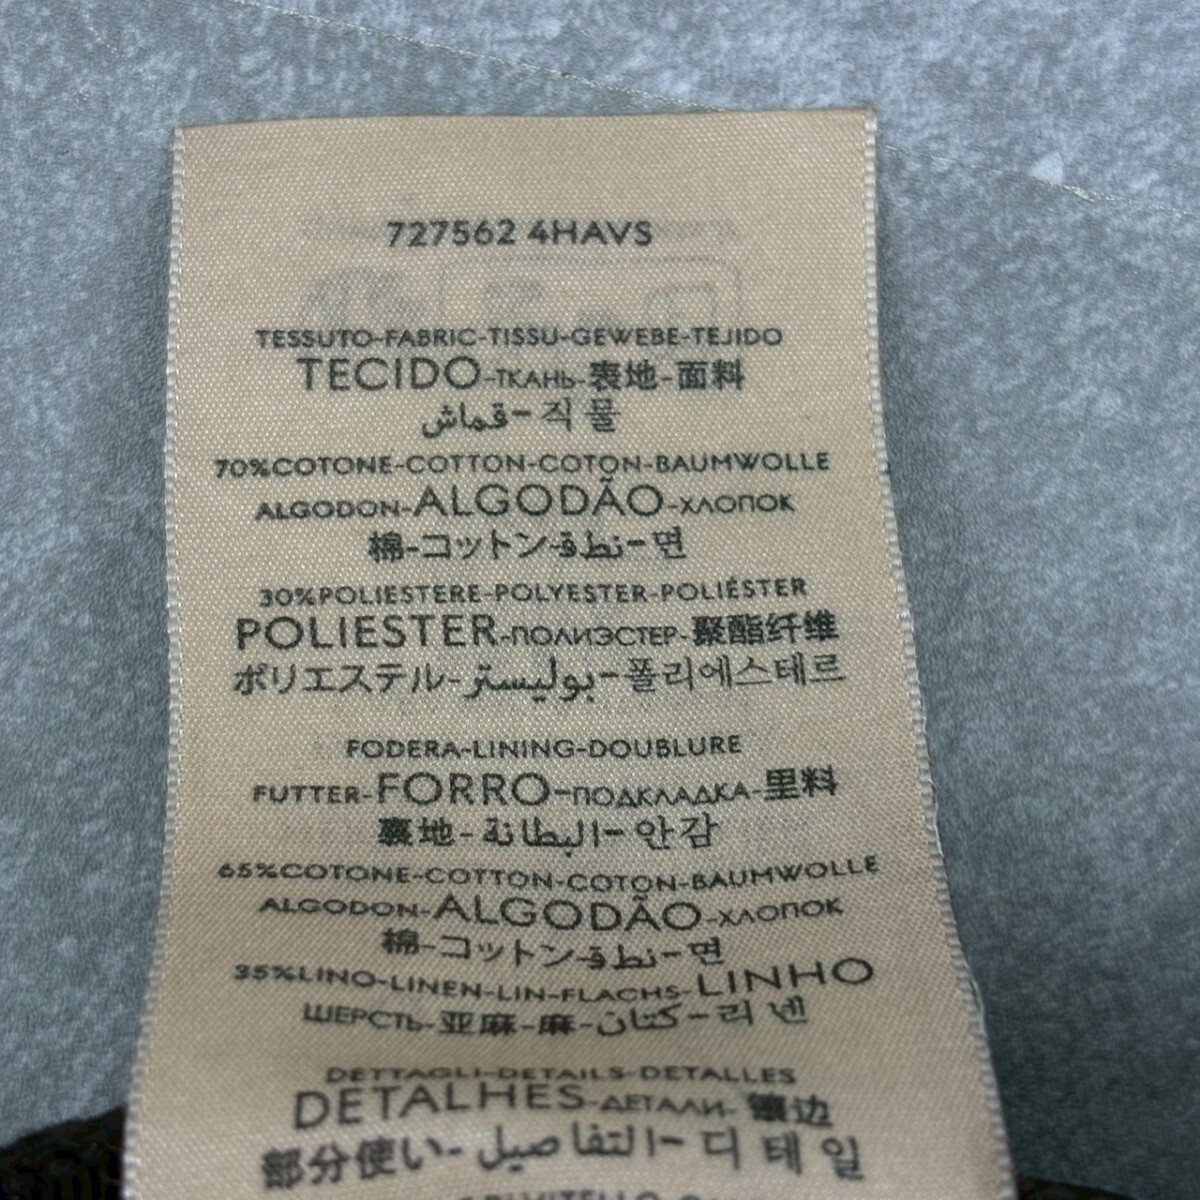 727562 4HAVS
TESSUTO-FABRIC-TISSU-GEWEBE-TEJIDO
TECIDO-ТКАНЬ-表地-面料
قماش-직물
70%COTONE-COTTON-COTON-BAUMWOLLE
ALGODON-ALGODÃO-ХЛОПОК
棉-コットン-قطن-면
30%POLIESTERE-POLYESTER-POLIÉSTER
POLIESTER-ПОЛИЭСТЕР-聚酯纤维
ポリエステル-بوليستر-폴리에스테르
FODERA-LINING-DOUBLURE
FUTTER-FORRO-ПОДКЛАДКА-里料
裏地-البطانة-안감
65%COTONE-COTTON-COTON-BAUMWOLLE
ALGODON-ALGODÃO-ХЛОПОК
棉-コットン-قطن-면
35%LINO-LINEN-LIN-FLACHS-LINHO
ШЕРСТЬ-亚麻-麻-كتان-리넨
DETTAGLI-DETAILS-DETALLES
DETALHES-ДЕТАЛИ-镶边
部分使い-التفاصيل-디테일